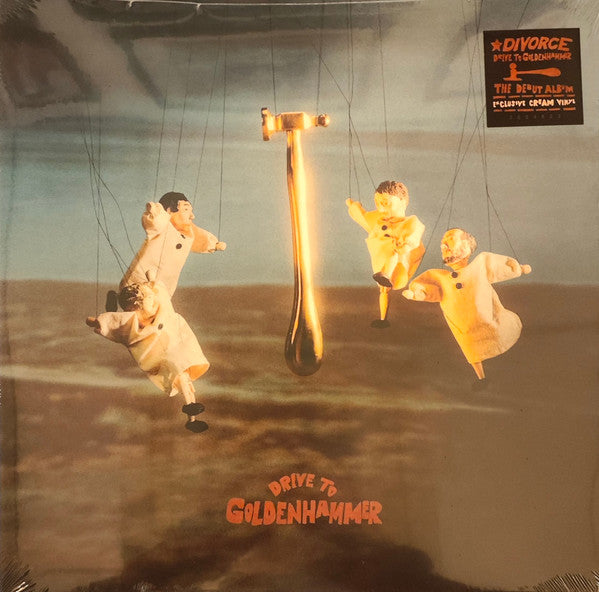 ★DIVORCE
DRIVE TO GOLDENHAMMER
THE DEBUT ALBUM
EXCLUSIVE CREAM VINYL
DRIVE TO
GOLDENHAMMER